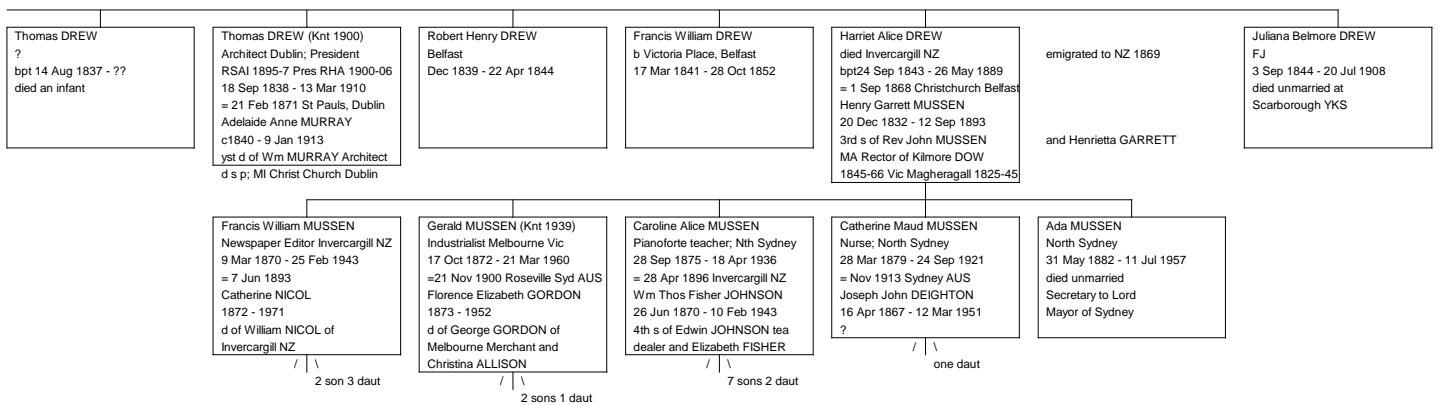 Thomas DREW
?
bpt 14 Aug 1837 - ??
died an infant
Thomas DREW (Knt 1900)
Architect Dublin; President
RSAI 1895-7 Pres RHA 1900-06
18 Sep 1838 - 13 Mar 1910
= 21 Feb 1871 St Pauls, Dublin
Adelaide Anne MURRAY
c1840 - 9 Jan 1913
yst d of Wm MURRAY Architect
d s p; MI Christ Church Dublin
Robert Henry DREW
Belfast
Dec 1839 - 22 Apr 1844
Francis William DREW
b Victoria Place, Belfast
17 Mar 1841 - 28 Oct 1852
Harriet Alice DREW
died Invercargill NZ
bpt24 Sep 1843 - 26 May 1889
= 1 Sep 1868 Christchurch Belfast
Henry Garrett MUSSEN
20 Dec 1832 - 12 Sep 1893
3rd s of Rev John MUSSEN
MA Rector of Kilmore DOW
1845-66 Vic Magheragall 1825-45
emigrated to NZ 1869
and Henrietta GARRETT
Juliana Belmore DREW
FJ
3 Sep 1844 - 20 Jul 1908
died unmarried at
Scarborough YKS
Francis William MUSSEN
Newspaper Editor Invercargill NZ
9 Mar 1870 - 25 Feb 1943
= 7 Jun 1893
Catherine NICOL
1872 - 1971
d of William NICOL of
Invercargill NZ
/ \
2 son 3 daut
Gerald MUSSEN (Knt 1939)
Industrialist Melbourne Vic
17 Oct 1872 - 21 Mar 1960
=21 Nov 1900 Roseville Syd AUS
Florence Elizabeth GORDON
1873 - 1952
d of George GORDON of
Melbourne Merchant and
Christina ALLISON
/ \
2 sons 1 daut
Caroline Alice MUSSEN
Pianoforte teacher; Nth Sydney
28 Sep 1875 - 18 Apr 1936
= 28 Apr 1896 Invercargill NZ
Wm Thos Fisher JOHNSON
26 Jun 1870 - 10 Feb 1943
4th s of Edwin JOHNSON tea
dealer and Elizabeth FISHER
/ \
7 sons 2 daut
Catherine Maud MUSSEN
Nurse; North Sydney
28 Mar 1879 - 24 Sep 1921
= Nov 1913 Sydney AUS
Joseph John DEIGHTON
16 Apr 1867 - 12 Mar 1951
?
/ \
one daut
Ada MUSSEN
North Sydney
31 May 1882 - 11 Jul 1957
died unmarried
Secretary to Lord
Mayor of Sydney